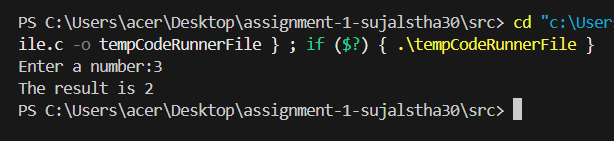 PS C:\Users\acer\Desktop\assignment-1-sujalstha30\src> cd "c:\User
ile.c -o tempCodeRunnerFile } ; if ($?) { .\tempCodeRunnerFile }
Enter a number:3
The result is 2
PS C:\Users\acer\Desktop\assignment-1-sujalstha30\src>